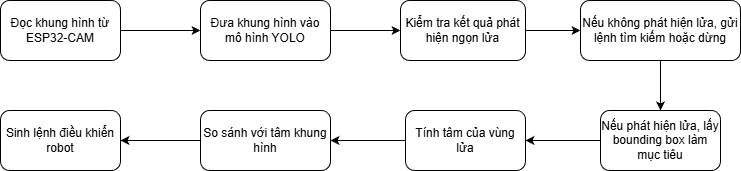 Đọc khung hình từ
ESP32-CAM
Đưa khung hình vào
mô hình YOLO
Kiểm tra kết quả phát
hiện ngọn lửa
Nếu không phát hiện lửa, gửi
lệnh tìm kiếm hoặc dừng
Nếu phát hiện lửa, lấy
bounding box làm
mục tiêu
Tính tâm của vùng
lửa
So sánh với tâm khung
hình
Sinh lệnh điều khiển
robot